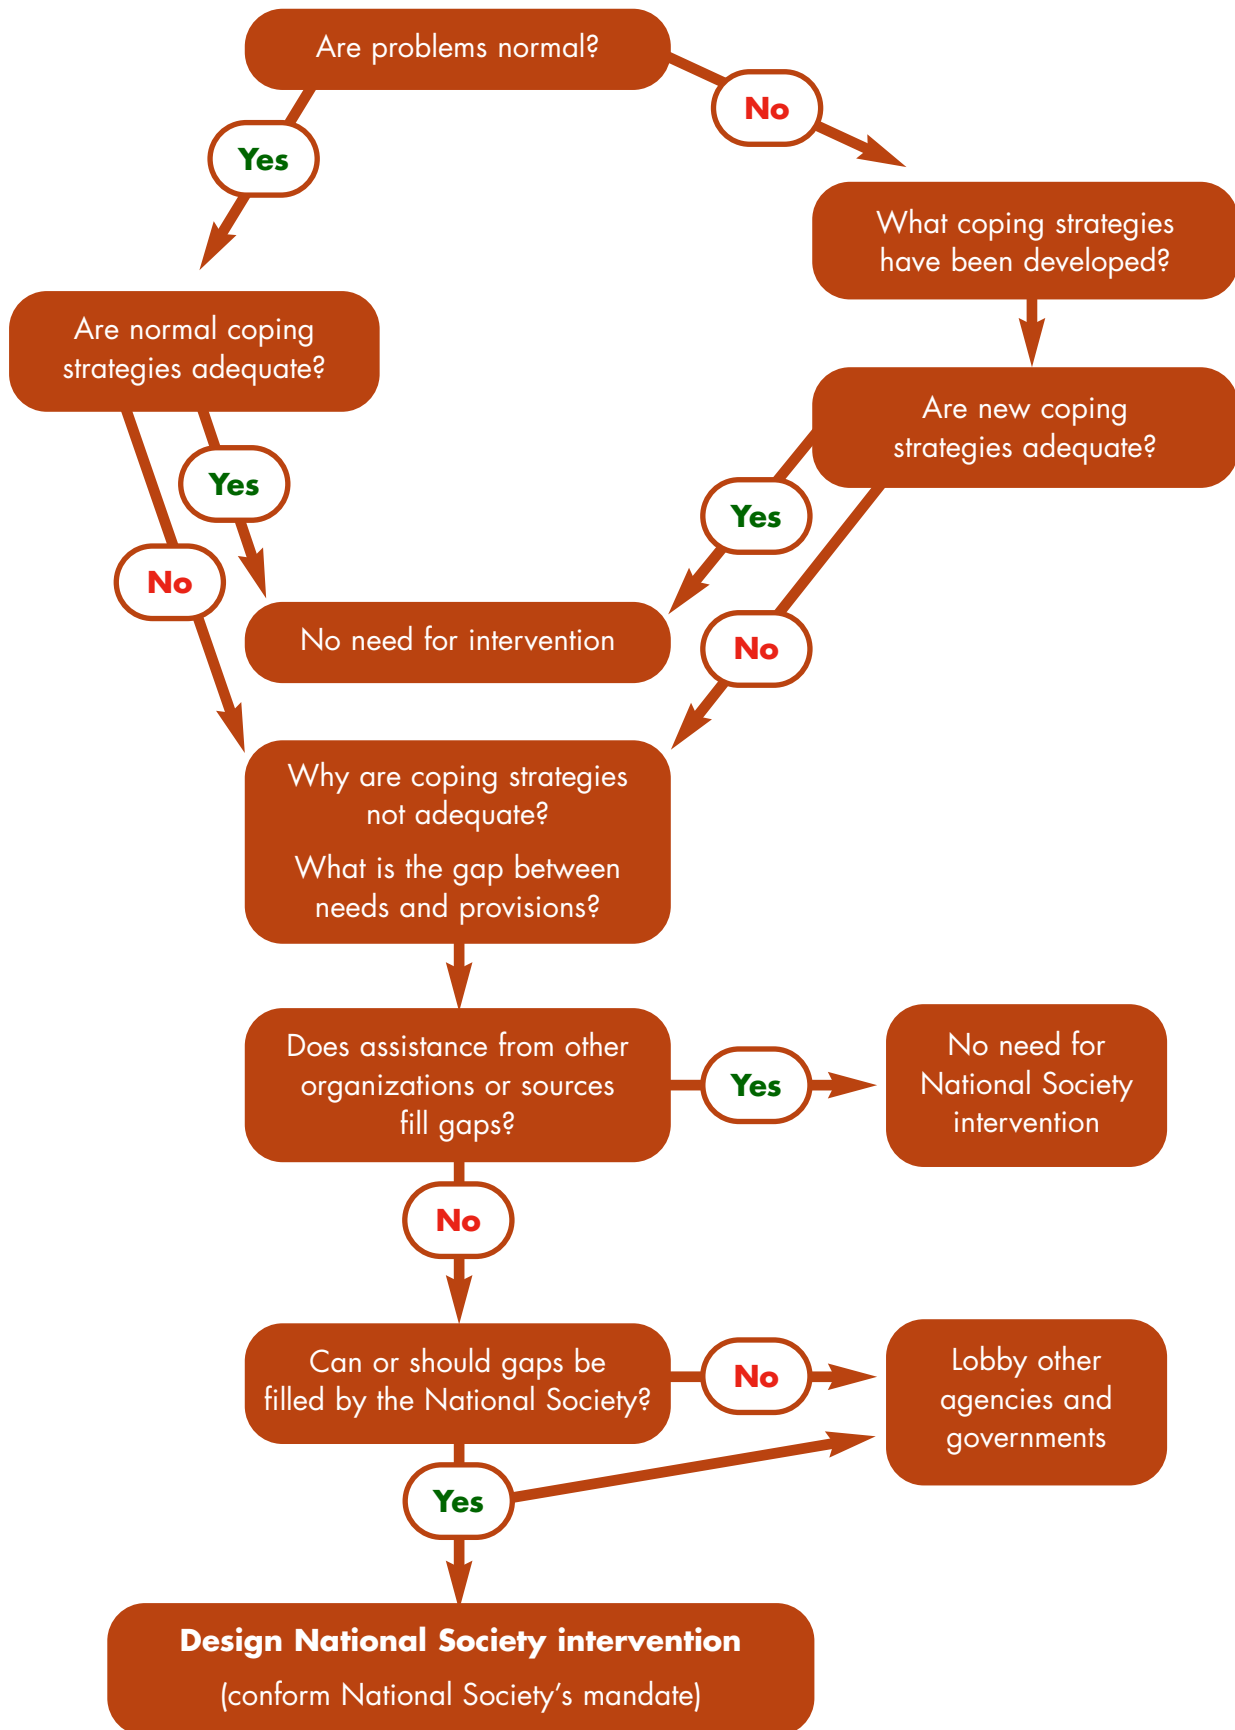 Are problems normal?
No
Yes
What coping strategies
have been developed?
Are normal coping
strategies adequate?
Are new coping
strategies adequate?
Yes
Yes
No
No need for intervention
No
Why are coping strategies
not adequate?
What is the gap between
needs and provisions?
Does assistance from other
organizations or sources
fill gaps?
Yes
No need for
National Society
intervention
No
Can or should gaps be
filled by the National Society?
No
Lobby other
agencies and
governments
Yes
Design National Society intervention
(conform National Society’s mandate)